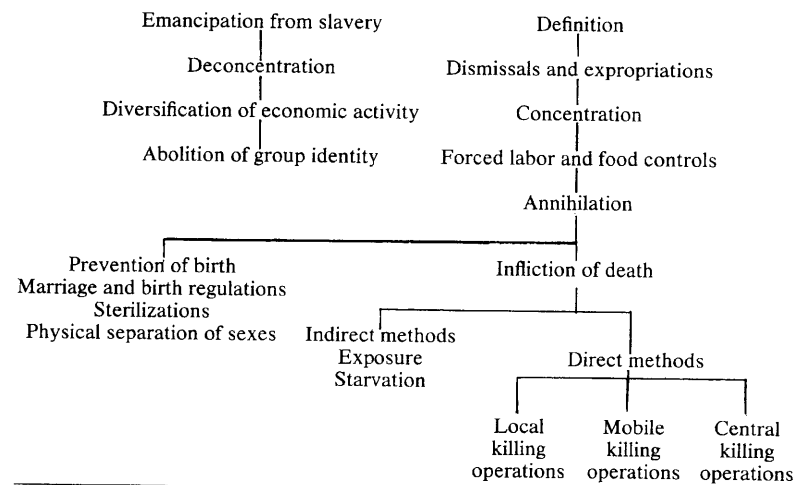 Emancipation from slavery
Deconcentration
Diversification of economic activity
Abolition of group identity
Definition
Dismissals and expropriations
Concentration
Forced labor and food controls
Annihilation
Prevention of birth
Marriage and birth regulations
Sterilizations
Physical separation of sexes
Infliction of death
Indirect methods
Exposure
Starvation
Direct methods
Local
killing
operations
Mobile
killing
operations
Central
killing
operations